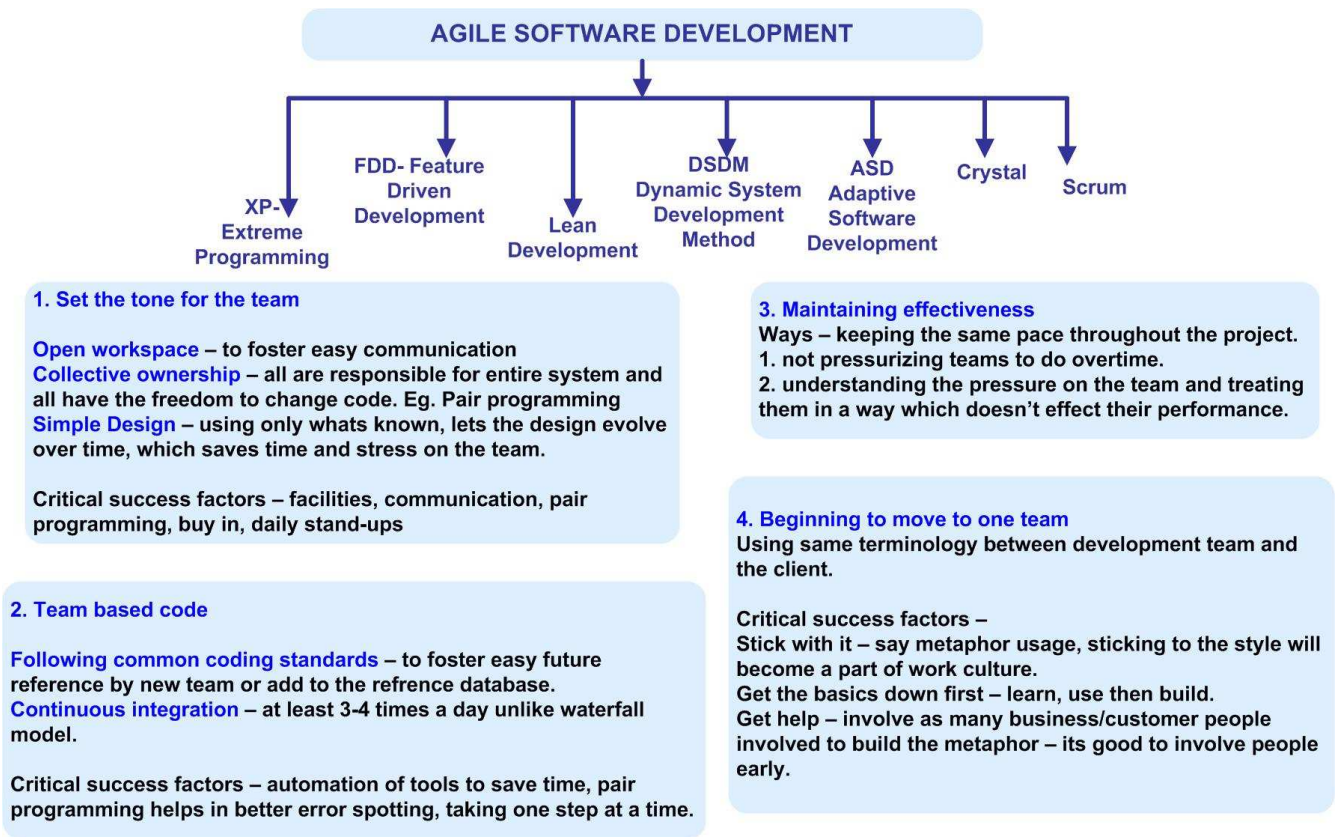 AGILE SOFTWARE DEVELOPMENT
XP-
Extreme
Programming
FDD- Feature
Driven
Development
Lean
Development
DSDM
Dynamic System
Development
Method
ASD
Adaptive
Software
Development
Crystal
Scrum
1. Set the tone for the team
Open workspace – to foster easy communication
Collective ownership – all are responsible for entire system and
all have the freedom to change code. Eg. Pair programming
Simple Design – using only whats known, lets the design evolve
over time, which saves time and stress on the team.
Critical success factors – facilities, communication, pair
programming, buy in, daily stand-ups
2. Team based code
Following common coding standards – to foster easy future
reference by new team or add to the refrence database.
Continuous integration – at least 3-4 times a day unlike waterfall
model.
Critical success factors – automation of tools to save time, pair
programming helps in better error spotting, taking one step at a time.
3. Maintaining effectiveness
Ways – keeping the same pace throughout the project.
1. not pressurizing teams to do overtime.
2. understanding the pressure on the team and treating
them in a way which doesn’t effect their performance.
4. Beginning to move to one team
Using same terminology between development team and
the client.
Critical success factors –
Stick with it – say metaphor usage, sticking to the style will
become a part of work culture.
Get the basics down first – learn, use then build.
Get help – involve as many business/customer people
involved to build the metaphor – its good to involve people
early.